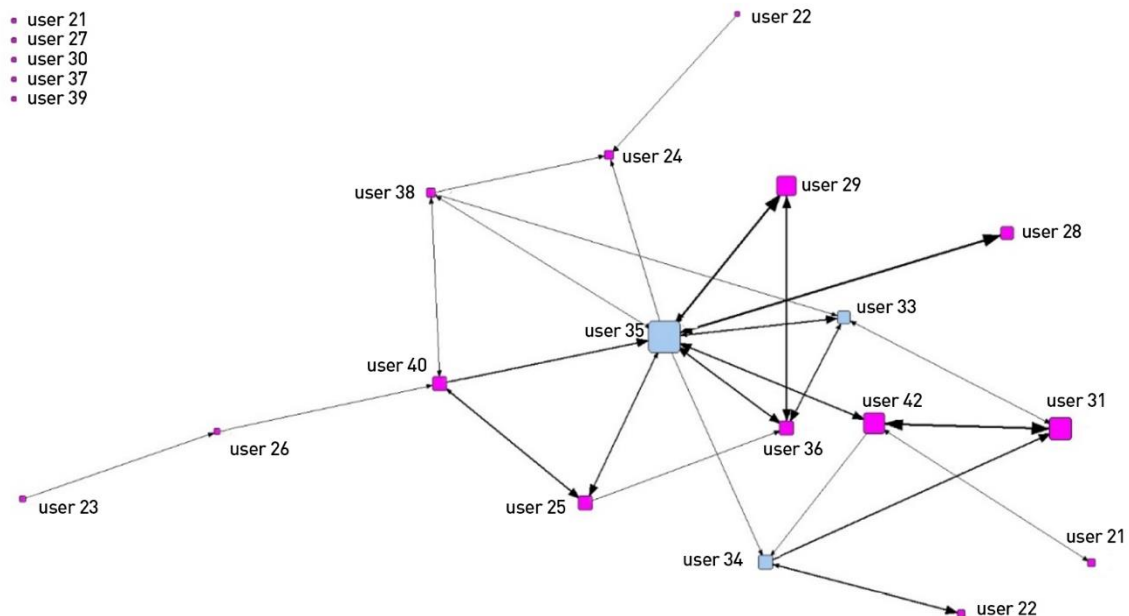 user 21
user 27
user 30
user 37
user 39
user 22
user 24
user 38
user 29
user 28
user 33
user 35
user 40
user 42
user 31
user 36
user 26
user 25
user 23
user 21
user 34
user 22